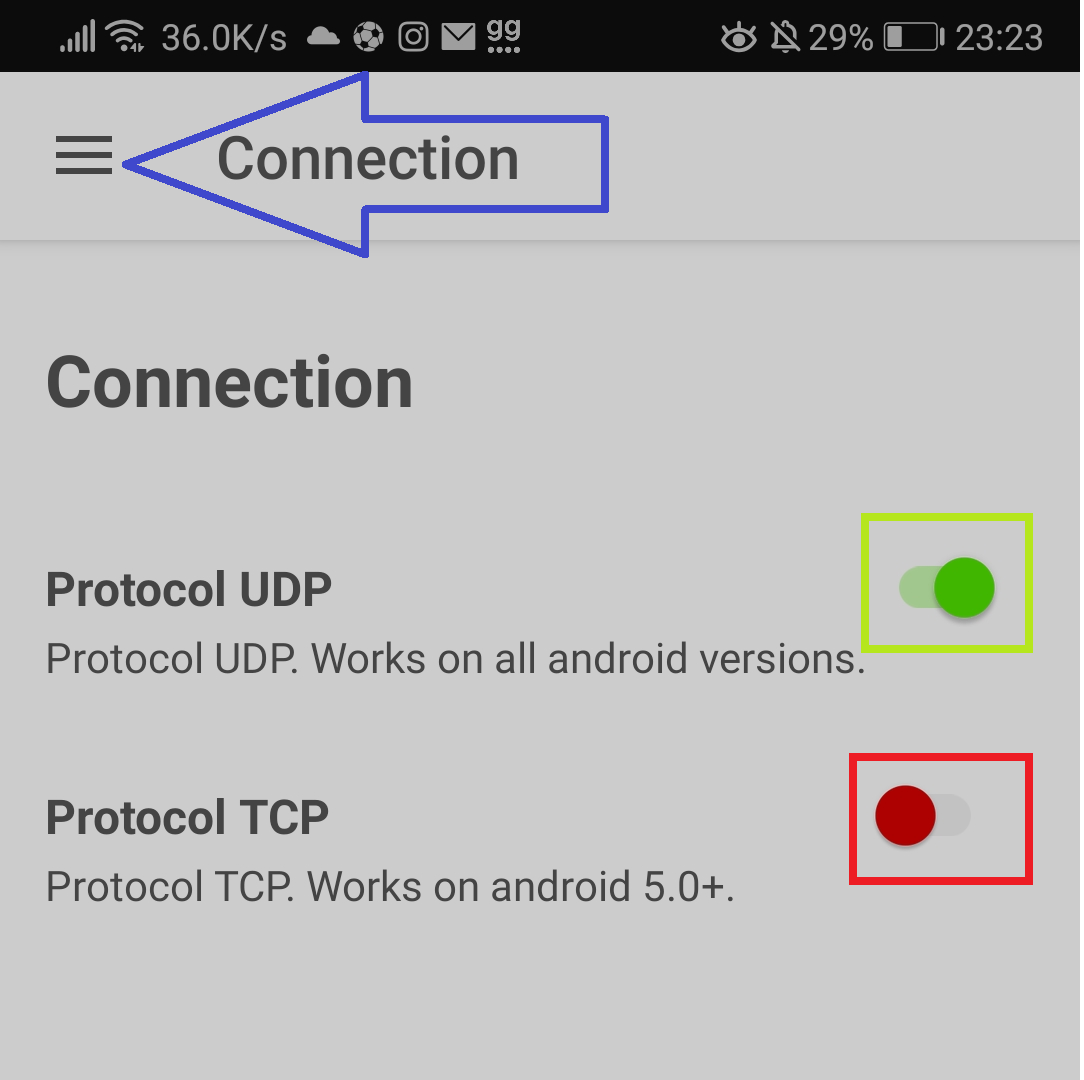 36.0K/s gg 29% 23:23
Connection
Connection
Protocol UDP
Protocol UDP. Works on all android versions.
Protocol TCP
Protocol TCP. Works on android 5.0+.